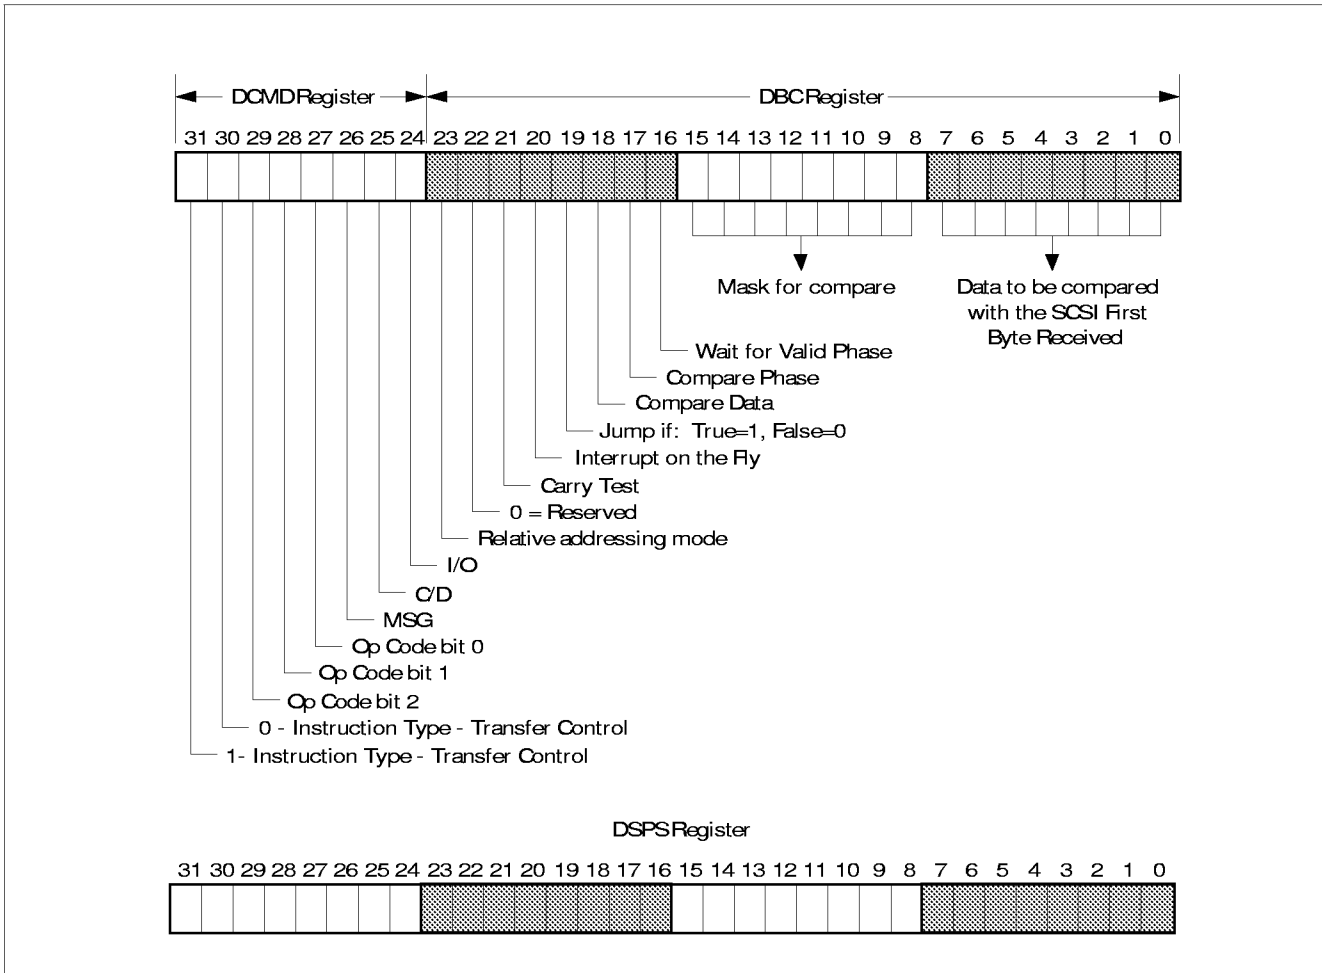 DCMD Register DBC Register
31 30 29 28 27 26 25 24 23 22 21 20 19 18 17 16 15 14 13 12 11 10 9 8 7 6 5 4 3 2 1 0
Mask for compare
Data to be compared
with the SCSI First
Byte Received
Wait for Valid Phase
Compare Phase
Compare Data
Jump if: True=1, False=0
Interrupt on the Fly
Carry Test
0 = Reserved
Relative addressing mode
I/O
C/D
MSG
Op Code bit 0
Op Code bit 1
Op Code bit 2
0 - Instruction Type - Transfer Control
1- Instruction Type - Transfer Control
DSPS Register
31 30 29 28 27 26 25 24 23 22 21 20 19 18 17 16 15 14 13 12 11 10 9 8 7 6 5 4 3 2 1 0